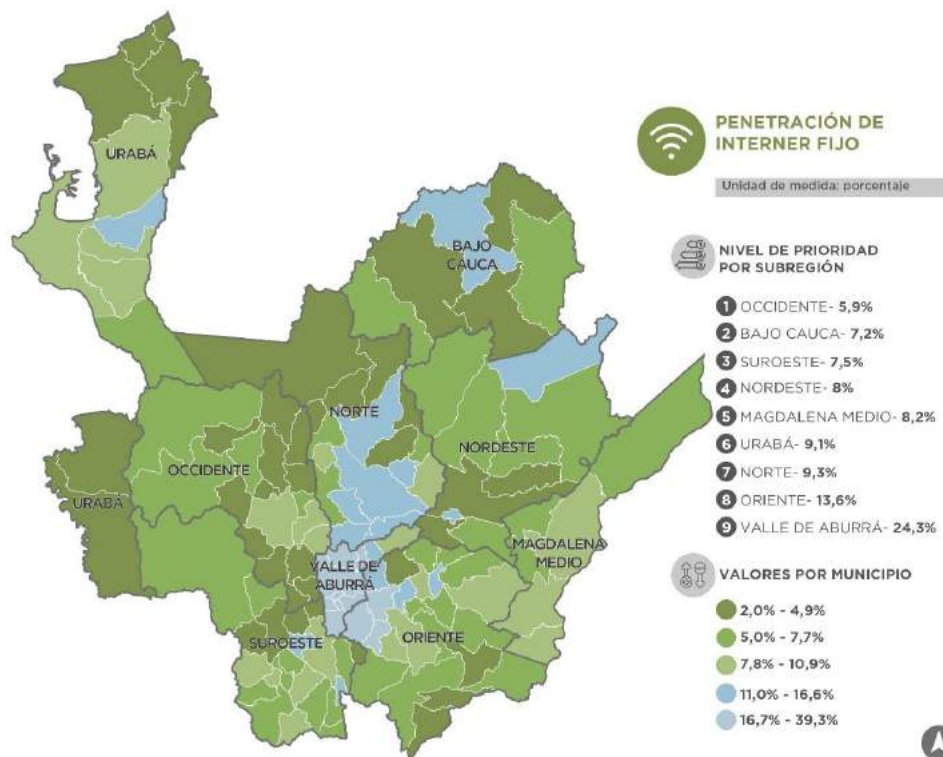 PENETRACIÓN DE
INTERNER FIJO
Unidad de medida: porcentaje
NIVEL DE PRIORIDAD
POR SUBREGIÓN
1 OCCIDENTE- 5,9%
2 BAJO CAUCA- 7,2%
3 SUROESTE- 7,5%
4 NORDESTE- 8%
5 MAGDALENA MEDIO- 8,2%
6 URABÁ- 9,1%
7 NORTE- 9,3%
8 ORIENTE- 13,6%
9 VALLE DE ABURRÁ- 24,3%
VALORES POR MUNICIPIO
2,0% - 4,9%
5,0% - 7,7%
7,8% - 10,9%
11,0% - 16,6%
16,7% - 39,3%
URABÁ
BAJO
CAUCA
NORTE
NORDESTE
OCCIDENTE
URABÁ
MAGDALENA
MEDIO
VALLE DE
ABURRÁ
SUROESTE
ORIENTE